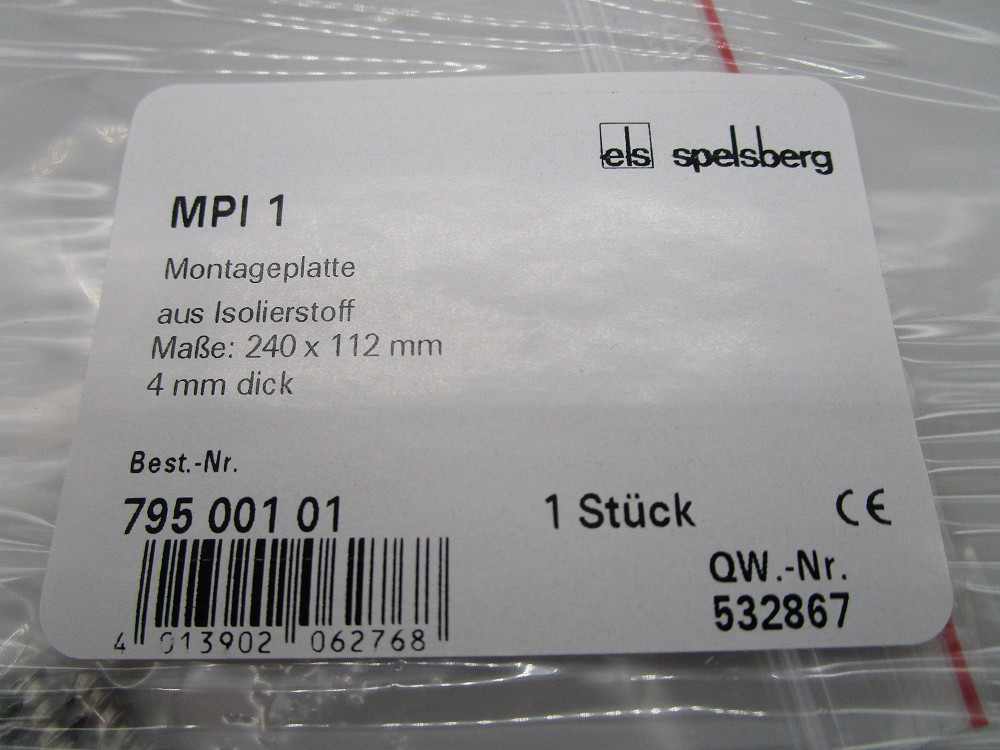 els spelsberg
MPI 1
Montageplatte
aus Isolierstoff
Maße: 240 x 112 mm
4 mm dick
Best.-Nr.
795 001 01
1 Stück
CE
QW.-Nr.
532867
4 013902 062768